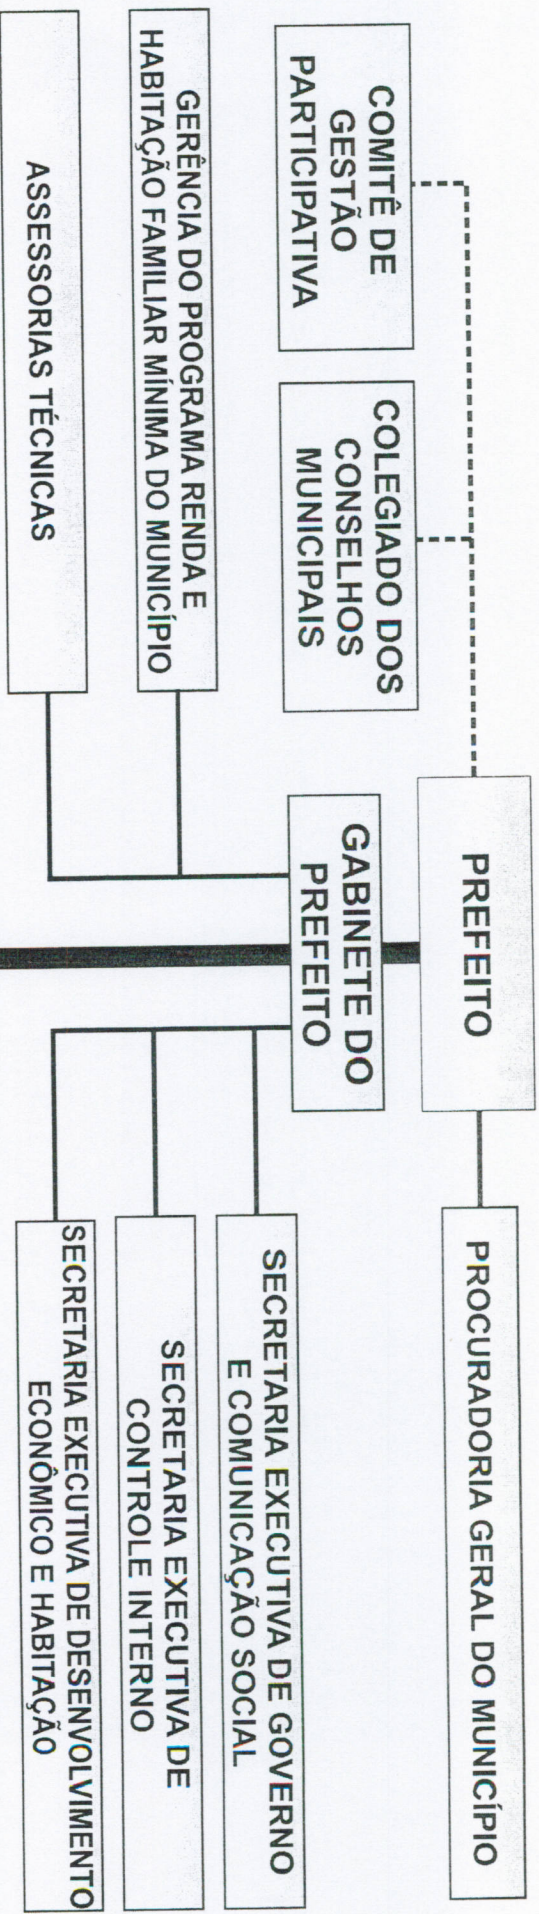 PREFEITO
PROCURADORIA GERAL DO MUNICÍPIO
COMITÊ DE
GESTÃO
PARTICIPATIVA
COLEGIADO DOS
CONSELHOS
MUNICIPAIS
GABINETE DO
PREFEITO
GERÊNCIA DO PROGRAMA RENDA E
HABITAÇÃO FAMILIAR MÍNIMA DO MUNICÍPIO
ASSESSORIAS TÉCNICAS
SECRETARIA EXECUTIVA DE GOVERNO
E COMUNICAÇÃO SOCIAL
SECRETARIA EXECUTIVA DE
CONTROLE INTERNO
SECRETARIA EXECUTIVA DE DESENVOLVIMENTO
ECONÔMICO E HABITAÇÃO